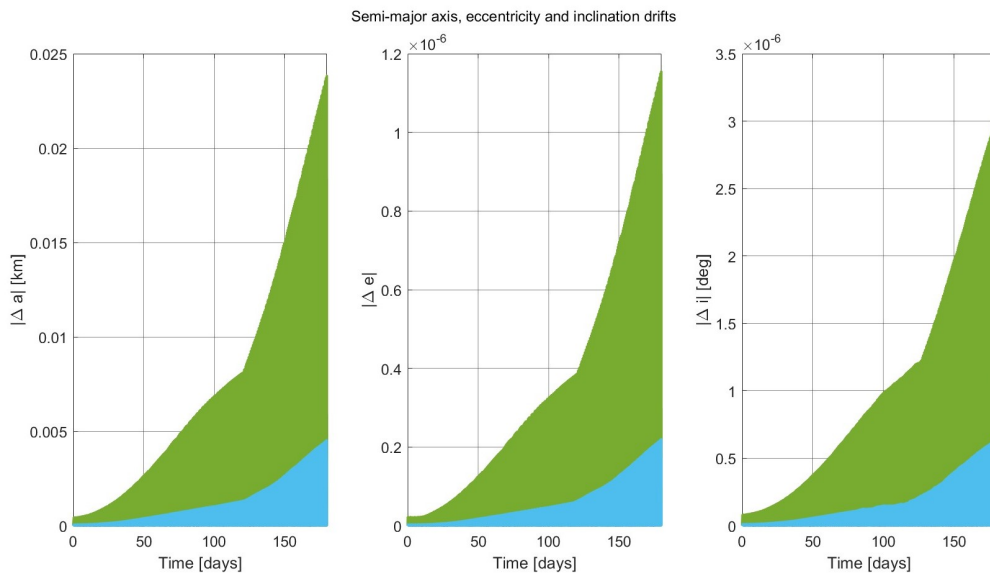 Semi-major axis, eccentricity and inclination drifts
0.025
0.02
0.015
0.01
0.005
0
|Δ a| [km]
0 50 100 150
Time [days]
×10⁻⁶
1.2
1
0.8
0.6
0.4
0.2
0
|Δ e|
0 50 100 150
Time [days]
×10⁻⁶
3.5
3
2.5
2
1.5
1
0.5
0
|Δ i| [deg]
0 50 100 150
Time [days]